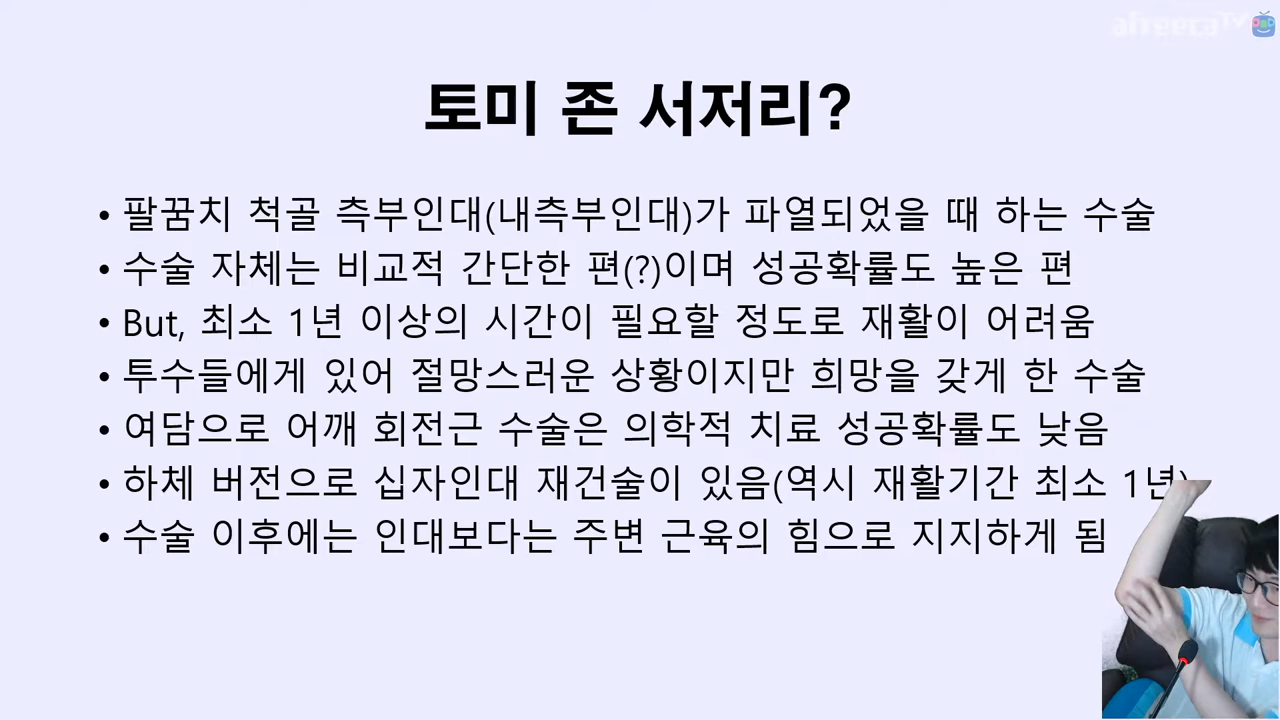 afreecaTV
토미 존 서저리?
• 팔꿈치 척골 측부인대(내측부인대)가 파열되었을 때 하는 수술
• 수술 자체는 비교적 간단한 편(?)이며 성공확률도 높은 편
• But, 최소 1년 이상의 시간이 필요할 정도로 재활이 어려움
• 투수들에게 있어 절망스러운 상황이지만 희망을 갖게 한 수술
• 여담으로 어깨 회전근 수술은 의학적 치료 성공확률도 낮음
• 하체 버전으로 십자인대 재건술이 있음(역시 재활기간 최소 1년)
• 수술 이후에는 인대보다는 주변 근육의 힘으로 지지하게 됨